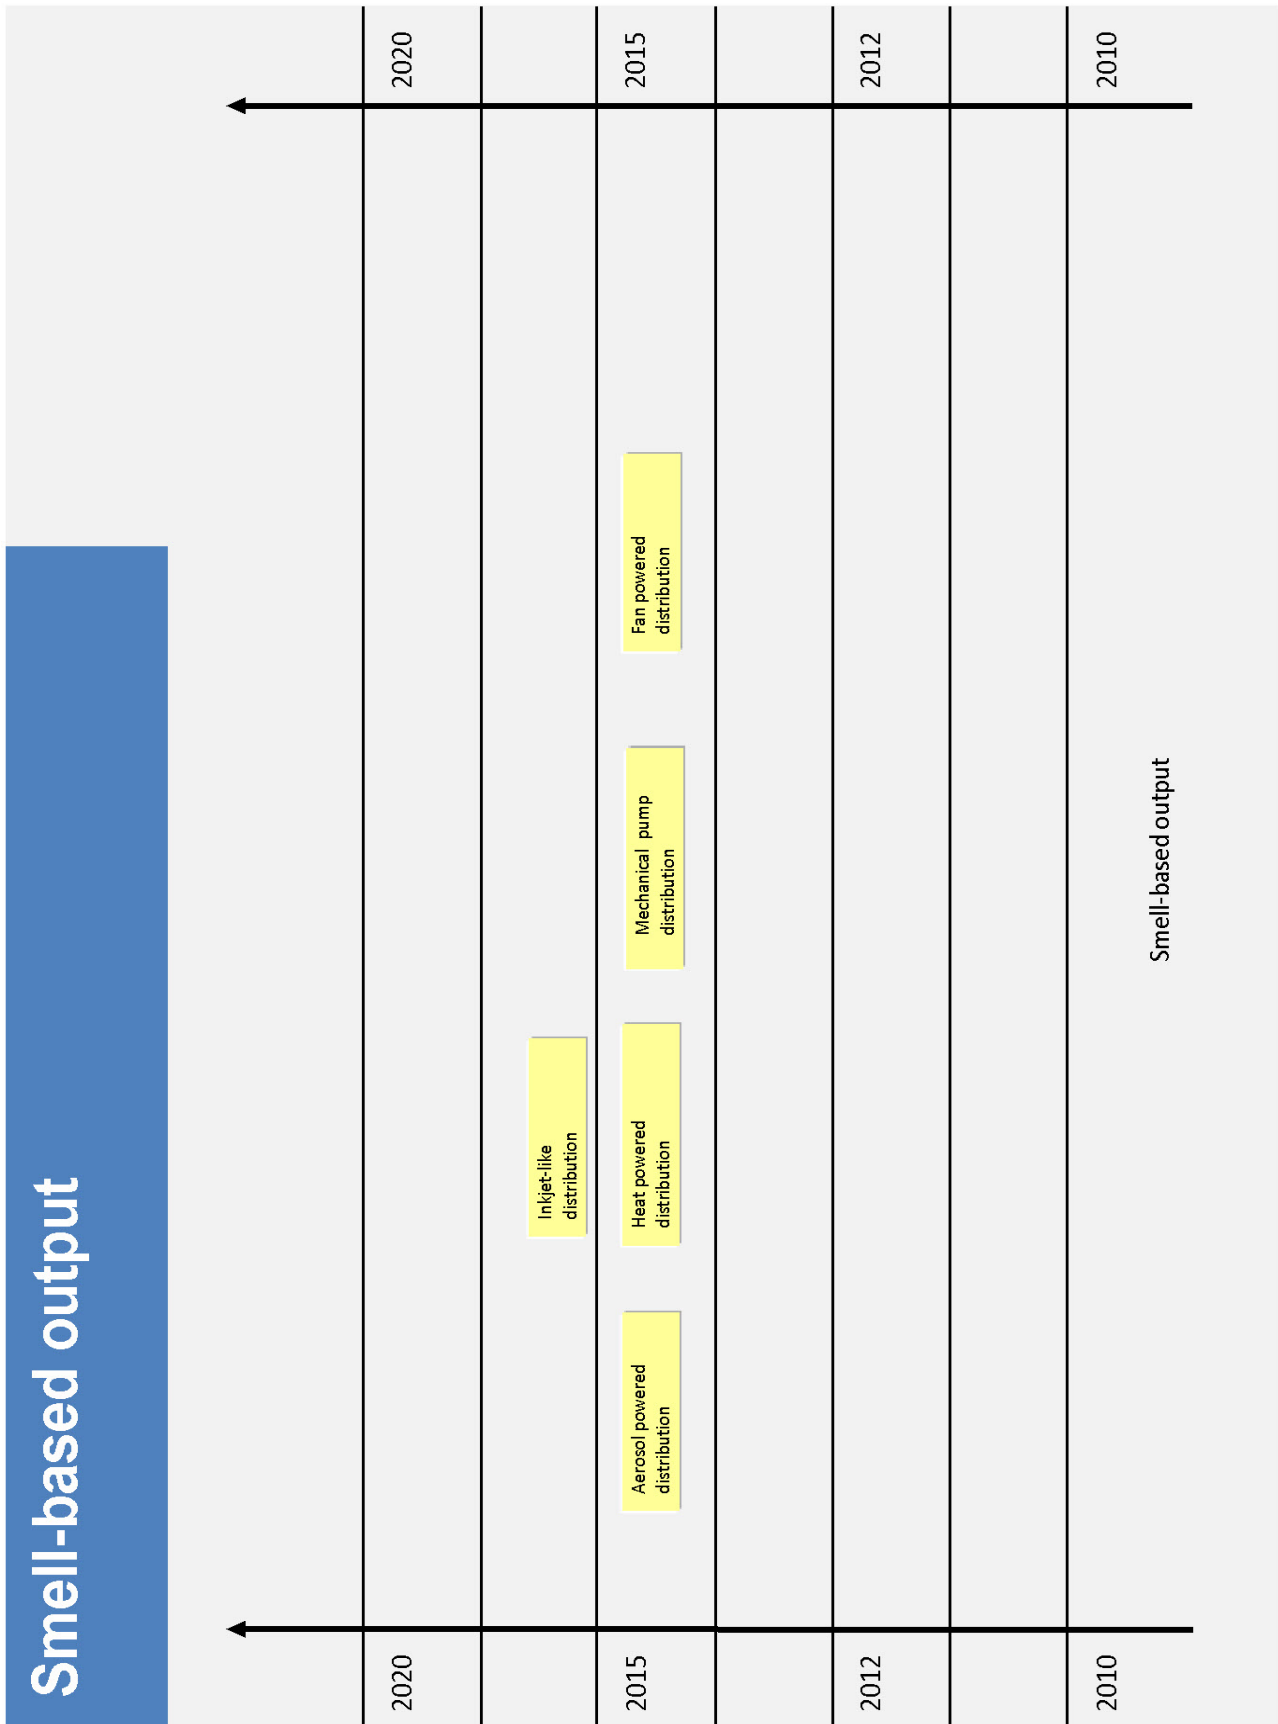 Smell-based output
2020
2020
Inkjet-like
distribution
2015
Aerosol powered
distribution
Heat powered
distribution
Mechanical pump
distribution
Fan powered
distribution
2015
2012
2012
2010
2010
Smell-based output